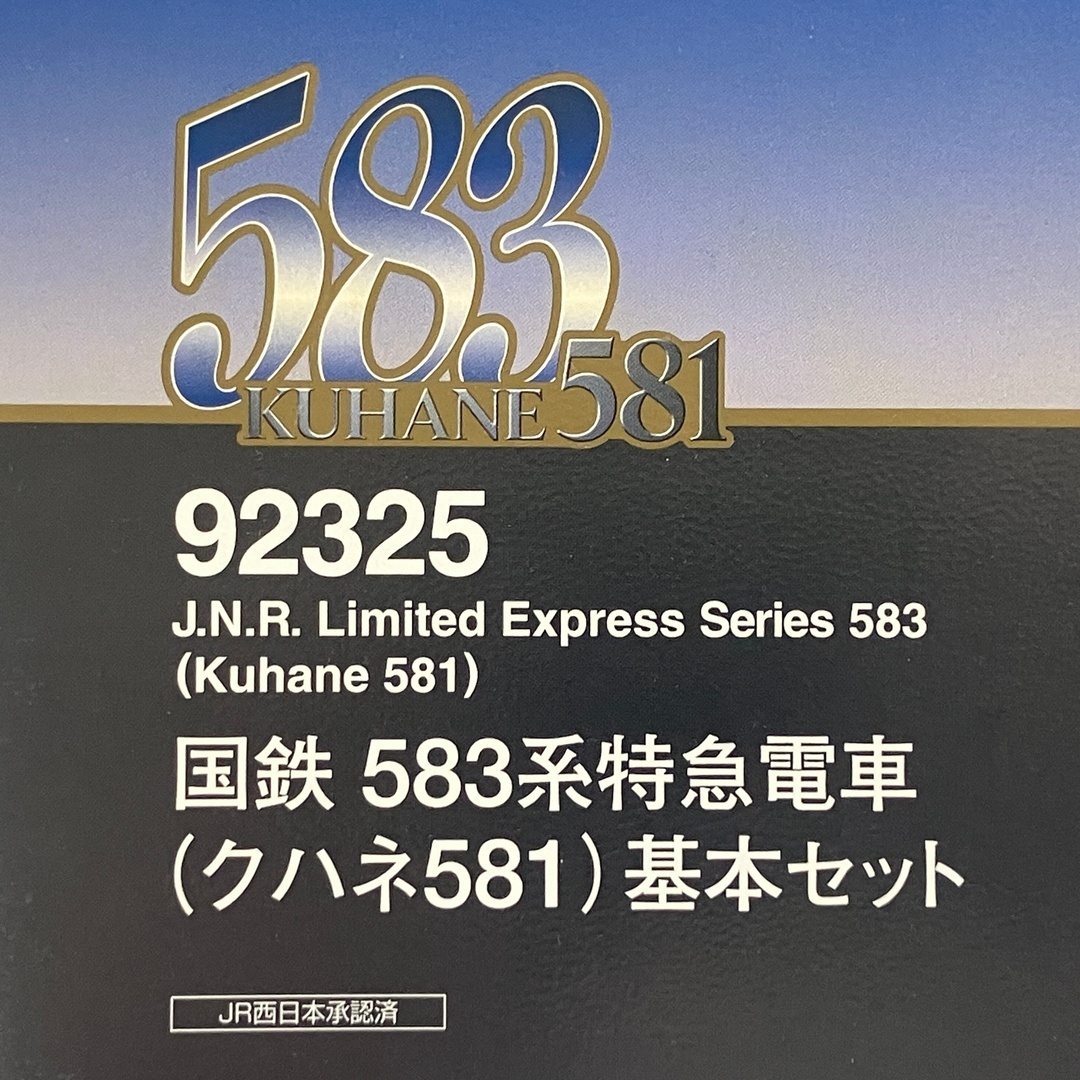 583
KUHANE 581
92325
J.N.R. Limited Express Series 583
(Kuhane 581)
国鉄 583系特急電車
(クハネ581)基本セット
JR西日本承認済